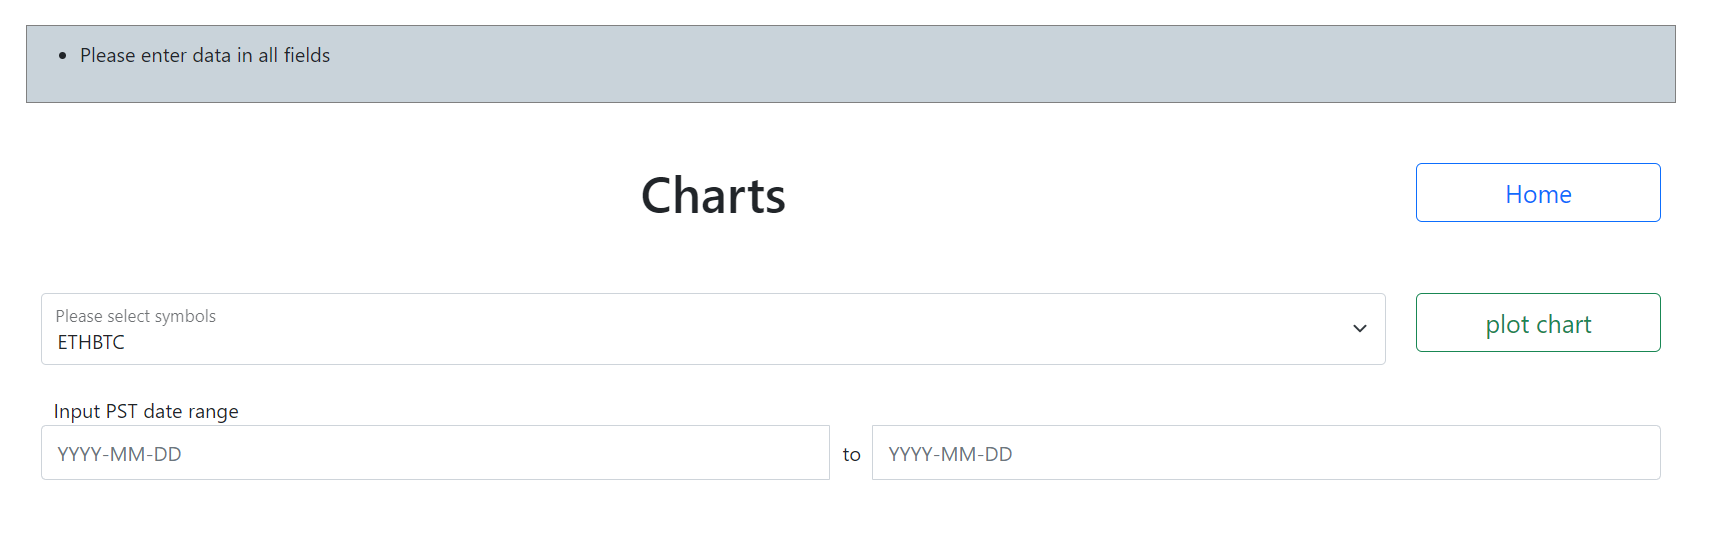 Please enter data in all fields
Charts
Home
Please select symbols
ETHBTC
plot chart
Input PST date range
YYYY-MM-DD to YYYY-MM-DD